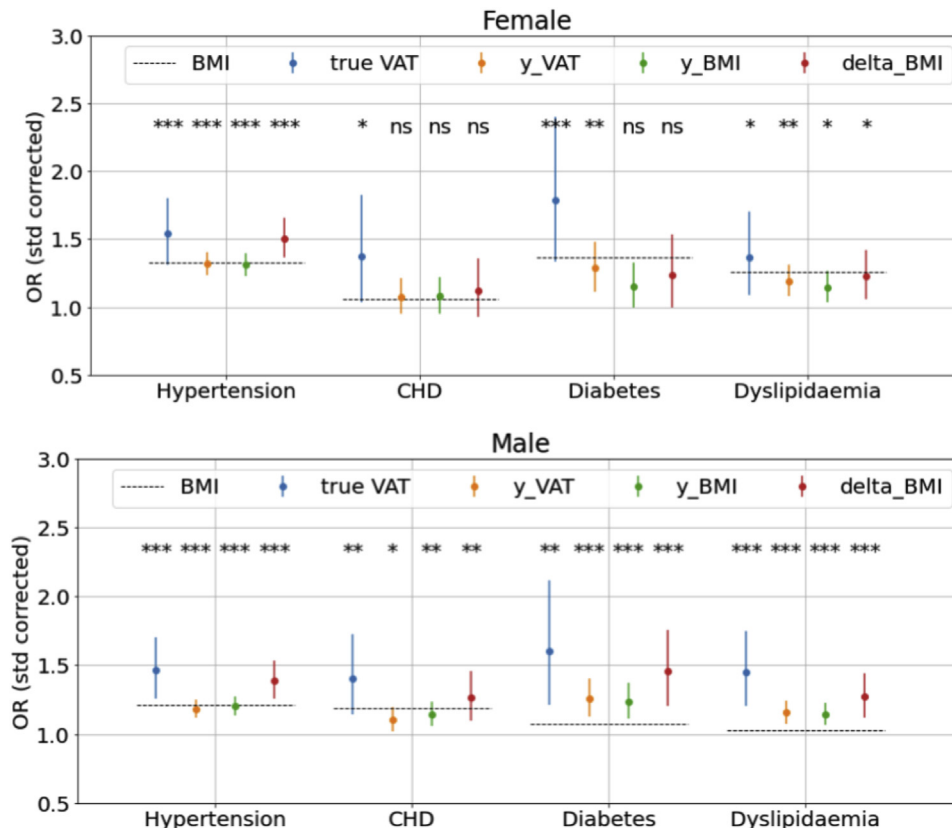 Female
3.0
BMI true VAT y_VAT y_BMI delta_BMI
2.5
*** *** *** *** * ns ns ns *** ** ns ns * ** * *
2.0
1.5
1.0
0.5
OR (std corrected)
Hypertension CHD Diabetes Dyslipidaemia
Male
3.0
BMI true VAT y_VAT y_BMI delta_BMI
2.5
*** *** *** *** ** * ** ** ** *** *** *** *** *** *** ***
2.0
1.5
1.0
0.5
OR (std corrected)
Hypertension CHD Diabetes Dyslipidaemia